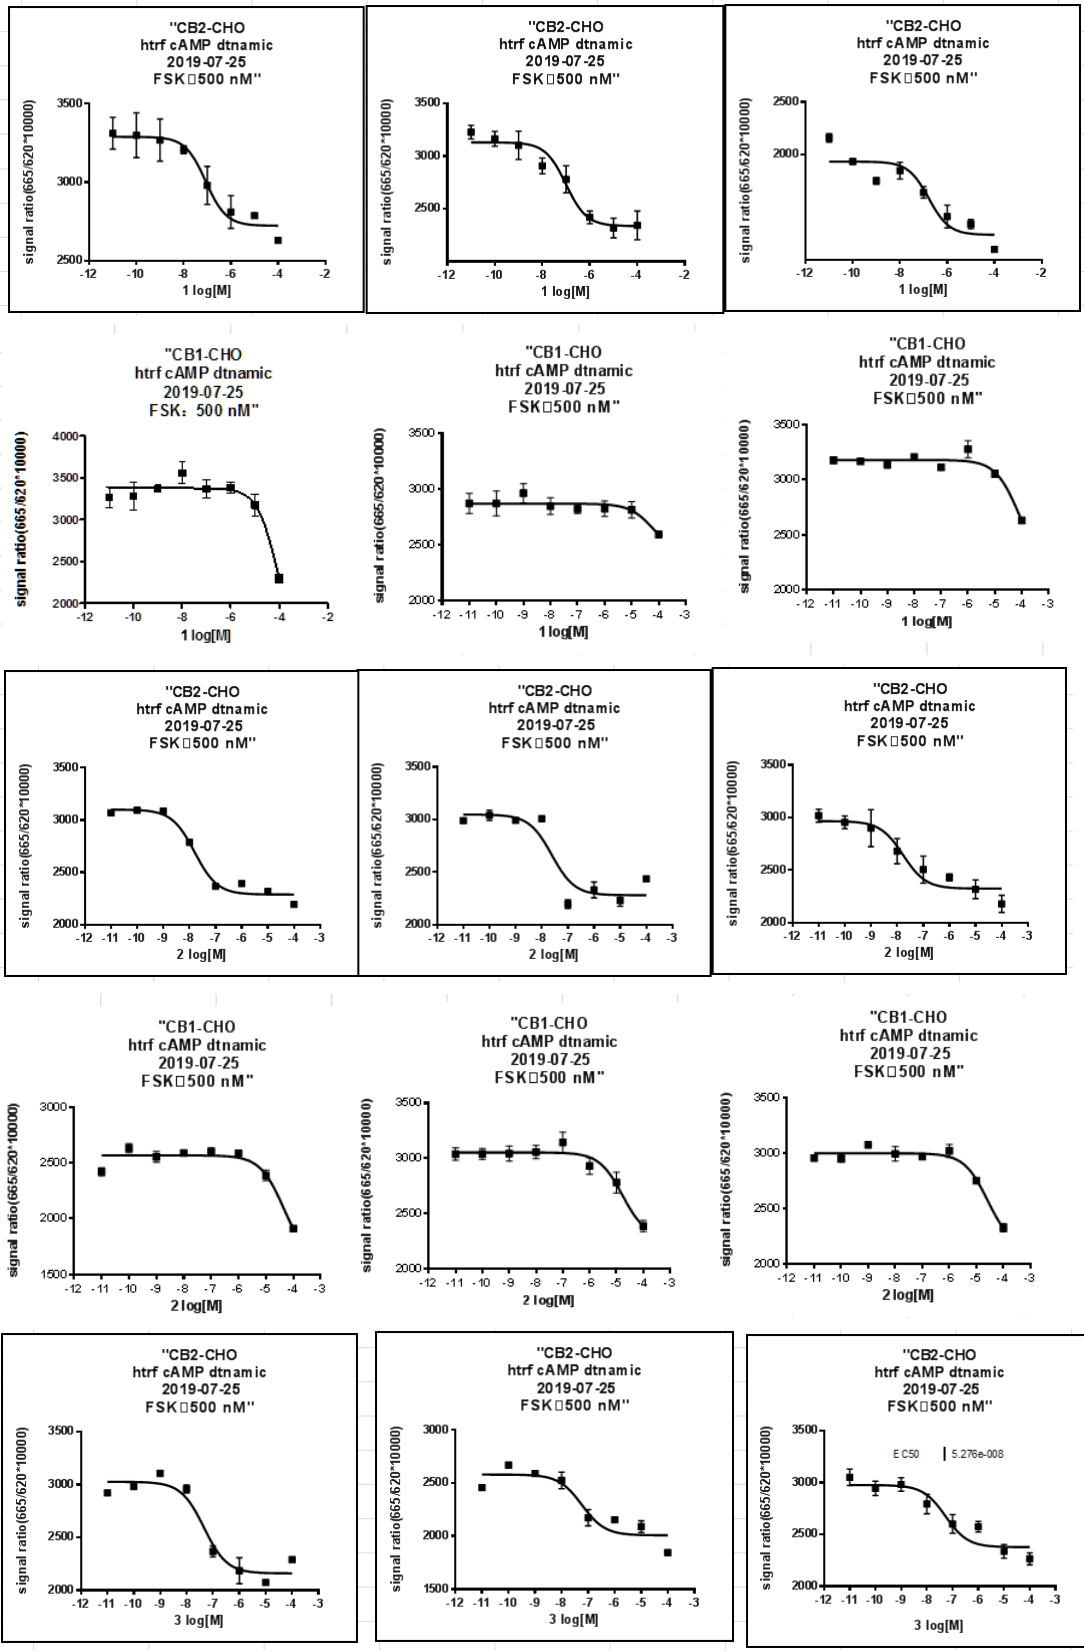 "CB2-CHO
htrf cAMP dtnamic
2019-07-25
FSK□500 nM"
signal ratio(665/620*10000)
3500
3000
2500
-12 -10 -8 -6 -4 -2
1 log[M]
"CB2-CHO
htrf cAMP dtnamic
2019-07-25
FSK□500 nM"
signal ratio(665/620*10000)
3500
3000
2500
-12 -10 -8 -6 -4 -2
1 log[M]
"CB2-CHO
htrf cAMP dtnamic
2019-07-25
FSK□500 nM"
signal ratio(665/620*10000)
2500
2000
-10 -8 -6 -4 -2
1 log[M]
"CB1-CHO
htrf cAMP dtnamic
2019-07-25
FSK：500 nM"
signal ratio(665/620*10000)
4000
3500
3000
2500
2000
-12 -10 -8 -6 -4 -2
1 log[M]
"CB1-CHO
htrf cAMP dtnamic
2019-07-25
FSK□500 nM"
signal ratio(665/620*10000)
3500
3000
2500
2000
-12 -11 -10 -9 -8 -7 -6 -5 -4 -3
1 log[M]
"CB1-CHO
htrf cAMP dtnamic
2019-07-25
FSK□500 nM"
signal ratio(665/620*10000)
3500
3000
2500
2000
-12 -11 -10 -9 -8 -7 -6 -5 -4 -3
1 log[M]
"CB2-CHO
htrf cAMP dtnamic
2019-07-25
FSK□500 nM"
signal ratio(665/620*10000)
3500
3000
2500
2000
-12 -11 -10 -9 -8 -7 -6 -5 -4 -3
2 log[M]
"CB2-CHO
htrf cAMP dtnamic
2019-07-25
FSK□500 nM"
signal ratio(665/620*10000)
3500
3000
2500
2000
-12 -11 -10 -9 -8 -7 -6 -5 -4 -3
2 log[M]
"CB2-CHO
htrf cAMP dtnamic
2019-07-25
FSK□500 nM"
signal ratio(665/620*10000)
3500
3000
2500
2000
-12 -11 -10 -9 -8 -7 -6 -5 -4 -3
2 log[M]
"CB1-CHO
htrf cAMP dtnamic
2019-07-25
FSK□500 nM"
signal ratio(665/620*10000)
3000
2500
2000
1500
-12 -11 -10 -9 -8 -7 -6 -5 -4 -3
2 log[M]
"CB1-CHO
htrf cAMP dtnamic
2019-07-25
FSK□500 nM"
signal ratio(665/620*10000)
3500
3000
2500
2000
-12 -11 -10 -9 -8 -7 -6 -5 -4 -3
2 log[M]
"CB1-CHO
htrf cAMP dtnamic
2019-07-25
FSK□500 nM"
signal ratio(665/620*10000)
3500
3000
2500
2000
-12 -11 -10 -9 -8 -7 -6 -5 -4 -3
2 log[M]
"CB2-CHO
htrf cAMP dtnamic
2019-07-25
FSK□500 nM"
signal ratio(665/620*10000)
3500
3000
2500
2000
-12 -11 -10 -9 -8 -7 -6 -5 -4 -3
3 log[M]
"CB2-CHO
htrf cAMP dtnamic
2019-07-25
FSK□500 nM"
signal ratio(665/620*10000)
3000
2500
2000
1500
-12 -11 -10 -9 -8 -7 -6 -5 -4 -3
3 log[M]
"CB2-CHO
htrf cAMP dtnamic
2019-07-25
FSK□500 nM"
signal ratio(665/620*10000)
3500
EC50 5.276e-008
3000
2500
2000
-12 -11 -10 -9 -8 -7 -6 -5 -4 -3
3 log[M]